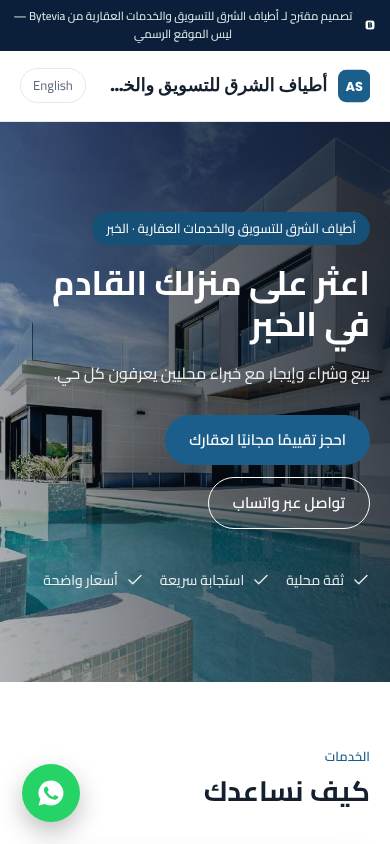 تصميم مقترح لـ أطياف الشرق للتسويق والخدمات العقارية من Bytevia —
ليس الموقع الرسمي
B
AS
أطياف الشرق للتسويق والخ...
English
أطياف الشرق للتسويق والخدمات العقارية · الخبر
اعثر على منزلك القادم
في الخبر
بيع وشراء وإيجار مع خبراء محليين يعرفون كل حي.
احجز تقييمًا مجانيًا لعقارك
تواصل عبر واتساب
ثقة محلية
استجابة سريعة
أسعار واضحة
الخدمات
كيف نساعدك